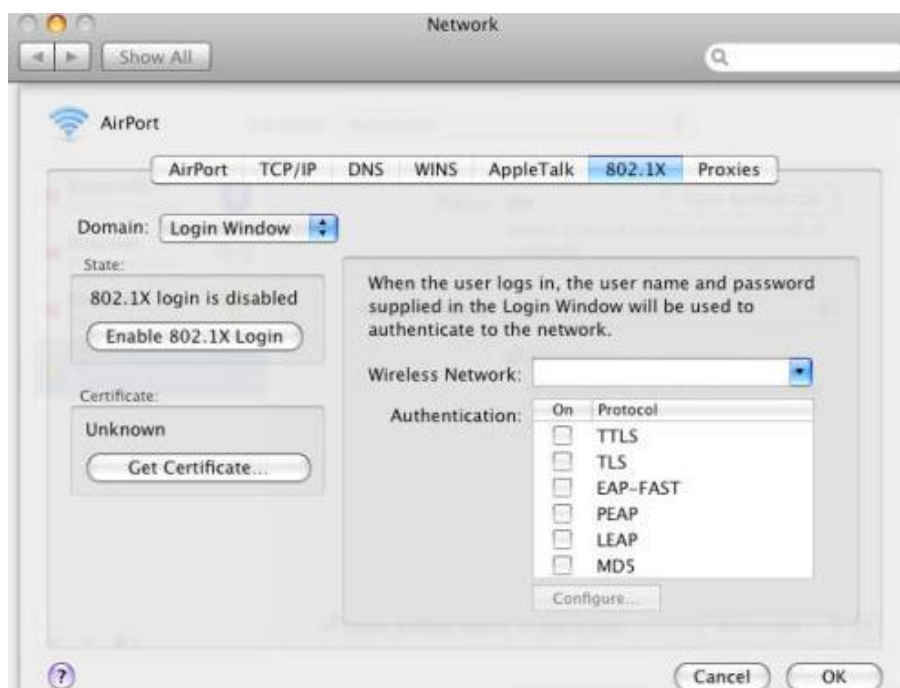 Network
Show All
AirPort
AirPort TCP/IP DNS WINS AppleTalk 802.1X Proxies
Domain: Login Window
State:
802.1X login is disabled
Enable 802.1X Login
Certificate:
Unknown
Get Certificate...
When the user logs in, the user name and password
supplied in the Login Window will be used to
authenticate to the network.
Wireless Network:
Authentication:
On Protocol
TTLS
TLS
EAP-FAST
PEAP
LEAP
MD5
Configure...
?
Cancel OK